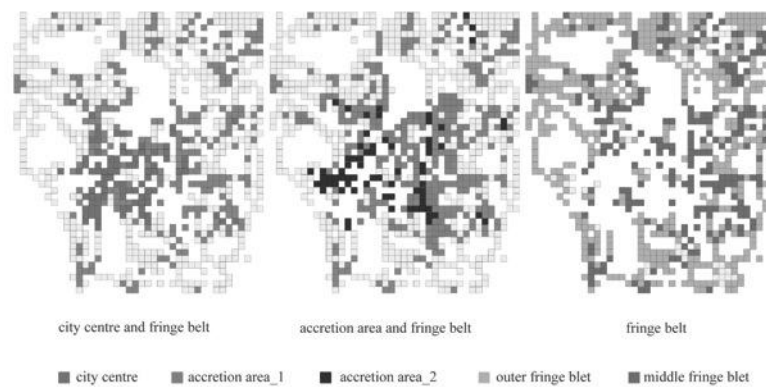 city centre and fringe belt
accretion area and fringe belt
fringe belt
city centre
accretion area_1
accretion area_2
outer fringe blet
middle fringe blet